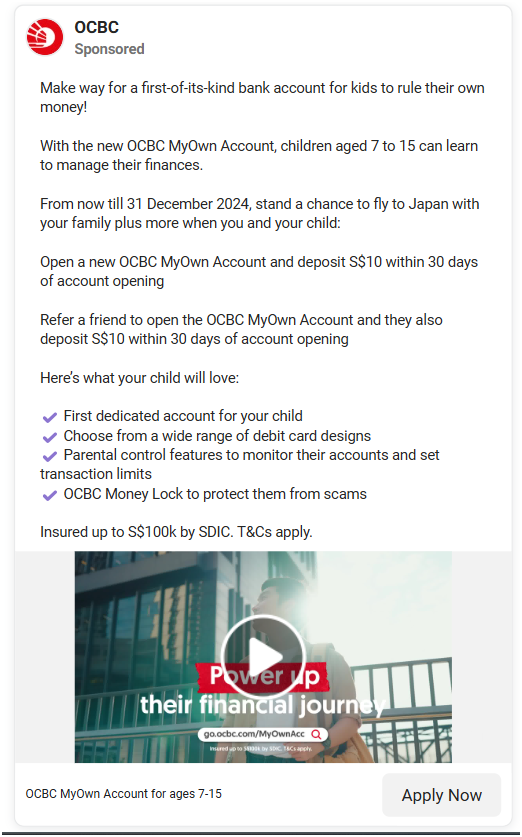 OCBC
Sponsored
Make way for a first-of-its-kind bank account for kids to rule their own
money!
With the new OCBC MyOwn Account, children aged 7 to 15 can learn
to manage their finances.
From now till 31 December 2024, stand a chance to fly to Japan with
your family plus more when you and your child:
Open a new OCBC MyOwn Account and deposit S$10 within 30 days
of account opening
Refer a friend to open the OCBC MyOwn Account and they also
deposit S$10 within 30 days of account opening
Here’s what your child will love:
✔ First dedicated account for your child
✔ Choose from a wide range of debit card designs
✔ Parental control features to monitor their accounts and set
transaction limits
✔ OCBC Money Lock to protect them from scams
Insured up to S$100k by SDIC. T&Cs apply.
Power up
their financial journey
go.ocbc.com/MyOwnAcc
Insured up to S$100k by SDIC. T&Cs apply.
OCBC MyOwn Account for ages 7-15
Apply Now